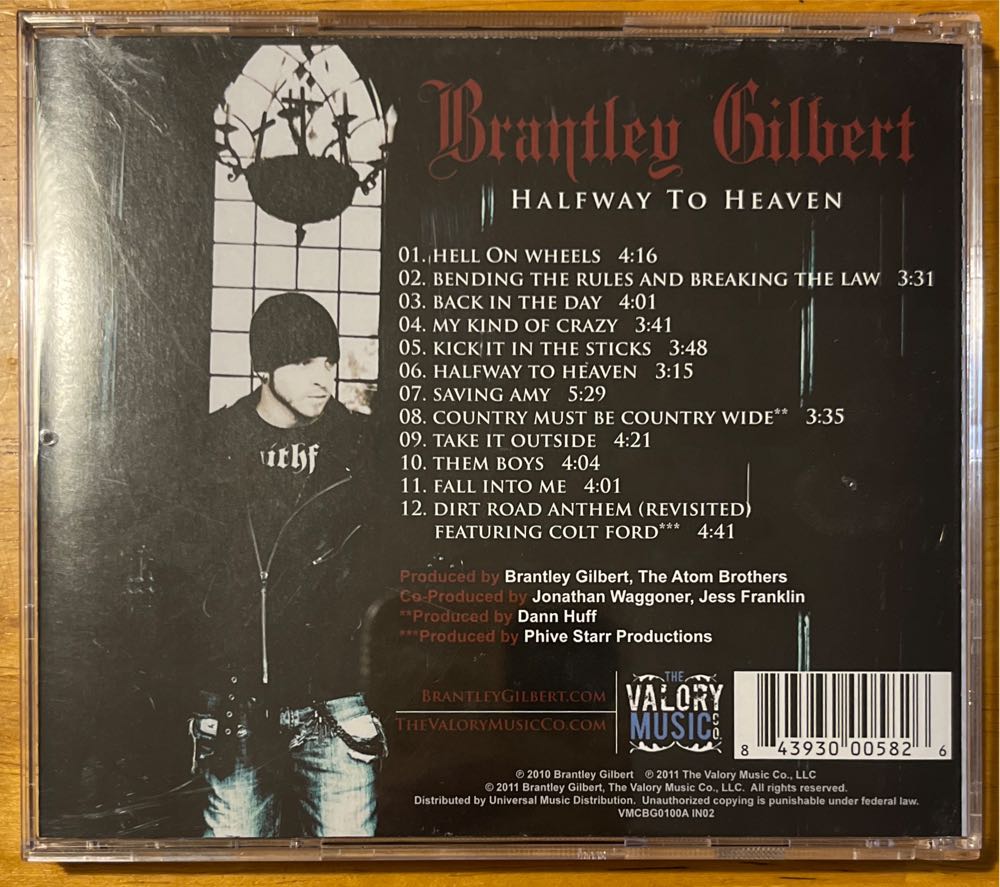 Brantley Gilbert
HALFWAY TO HEAVEN
01. HELL ON WHEELS 4:16
02. BENDING THE RULES AND BREAKING THE LAW 3:31
03. BACK IN THE DAY 4:01
04. MY KIND OF CRAZY 3:41
05. KICK IT IN THE STICKS 3:48
06. HALFWAY TO HEAVEN 3:15
07. SAVING AMY 5:29
08. COUNTRY MUST BE COUNTRY WIDE** 3:35
09. TAKE IT OUTSIDE 4:21
10. THEM BOYS 4:04
11. FALL INTO ME 4:01
12. DIRT ROAD ANTHEM (REVISITED)
FEATURING COLT FORD*** 4:41
ithf
Produced by Brantley Gilbert, The Atom Brothers
Co-Produced by Jonathan Waggoner, Jess Franklin
**Produced by Dann Huff
***Produced by Phive Starr Productions
BRANTLEYGILBERT.COM
THEVALORYMUSICCO.COM
THE
VALORY
MUSIC CO.
8 43930 00582 6
℗ 2010 Brantley Gilbert ℗ 2011 The Valory Music Co., LLC
© 2011 Brantley Gilbert, The Valory Music Co., LLC. All rights reserved.
Distributed by Universal Music Distribution. Unauthorized copying is punishable under federal law.
VMCBG0100A IN02